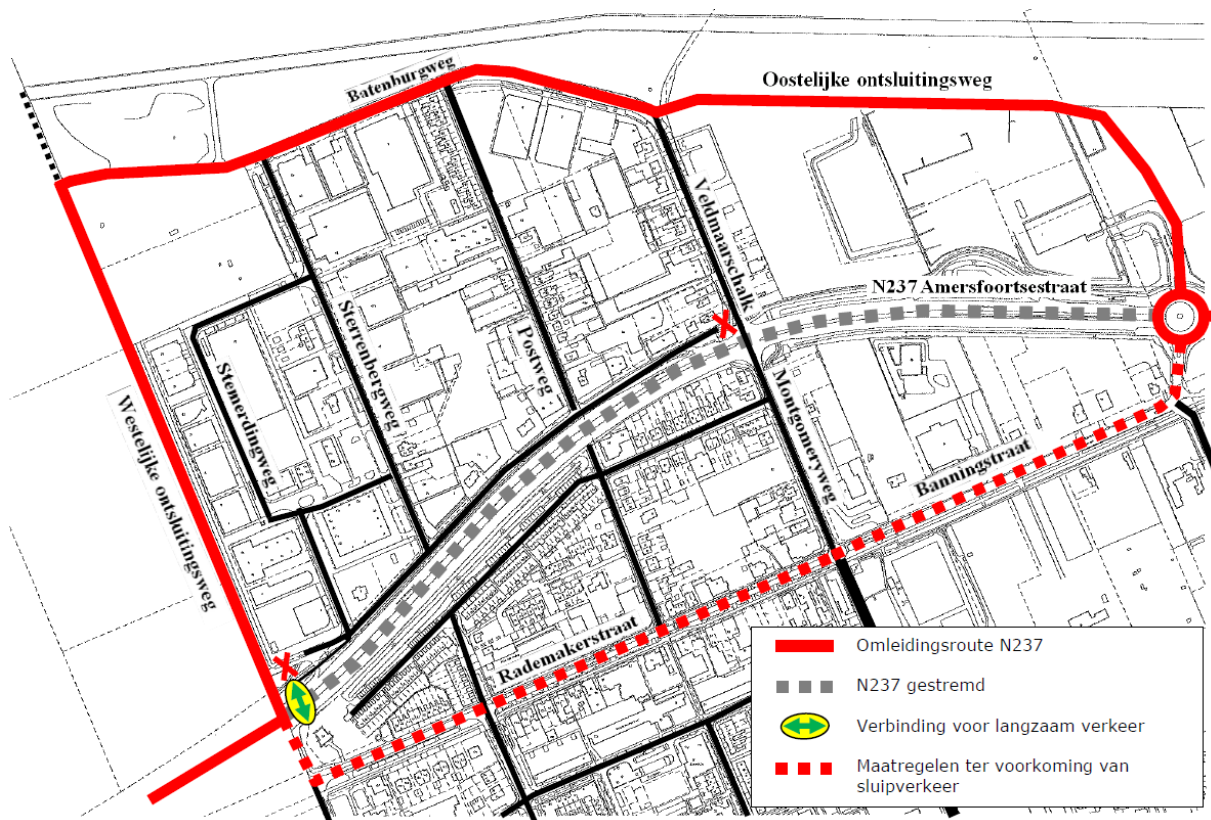 Batenburgweg
Oostelijke ontsluitingsweg
Veldmaarschalk
N237 Amersfoortsestraat
Sterrenbergweg
Postweg
Stemerdingweg
Westelijke ontsluitingsweg
Montgomeryweg
Banningstraat
Rademakerstraat
Omleidingsroute N237
N237 gestremd
Verbinding voor langzaam verkeer
Maatregelen ter voorkoming van
sluipverkeer